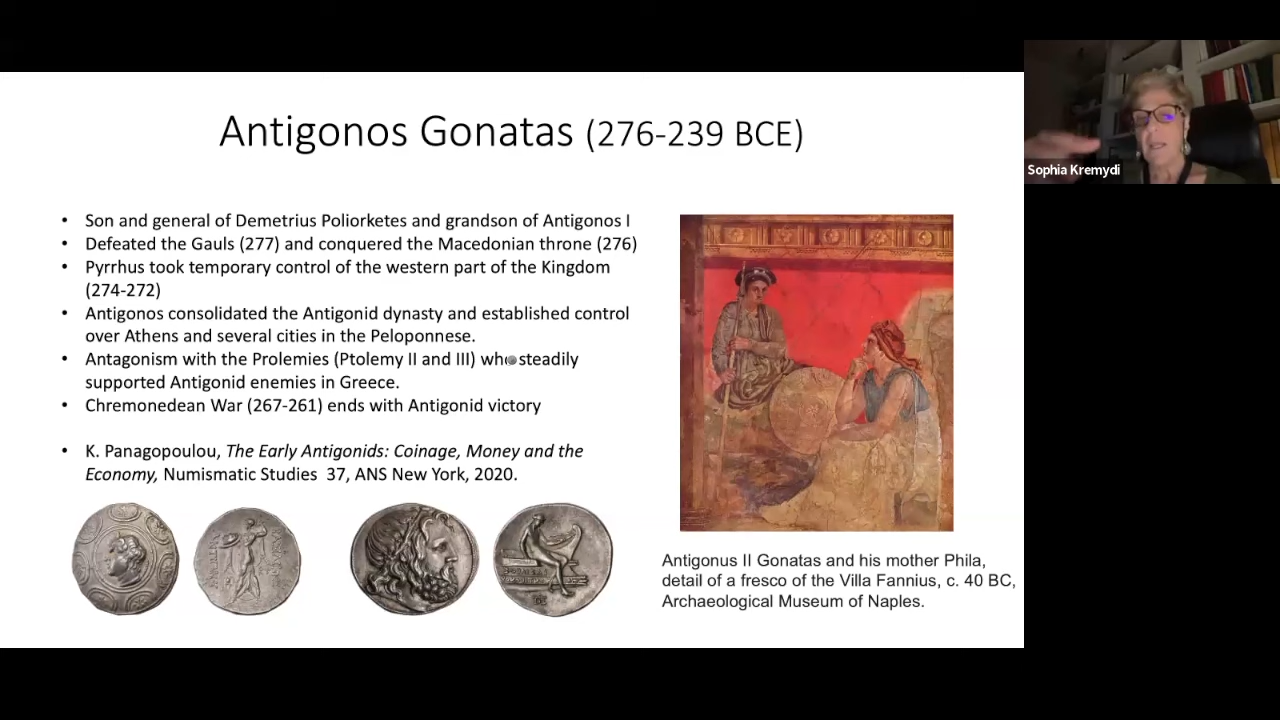 Antigonos Gonatas (276-239 BCE)
Sophia Kremydi
• Son and general of Demetrius Poliorketes and grandson of Antigonos I
• Defeated the Gauls (277) and conquered the Macedonian throne (276)
• Pyrrhus took temporary control of the western part of the Kingdom
(274-272)
• Antigonos consolidated the Antigonid dynasty and established control
over Athens and several cities in the Peloponnese.
• Antagonism with the Prolemies (Ptolemy II and III) who steadily
supported Antigonid enemies in Greece.
• Chremonedean War (267-261) ends with Antigonid victory
• K. Panagopoulou, The Early Antigonids: Coinage, Money and the
Economy, Numismatic Studies 37, ANS New York, 2020.
Antigonus II Gonatas and his mother Phila,
detail of a fresco of the Villa Fannius, c. 40 BC,
Archaeological Museum of Naples.